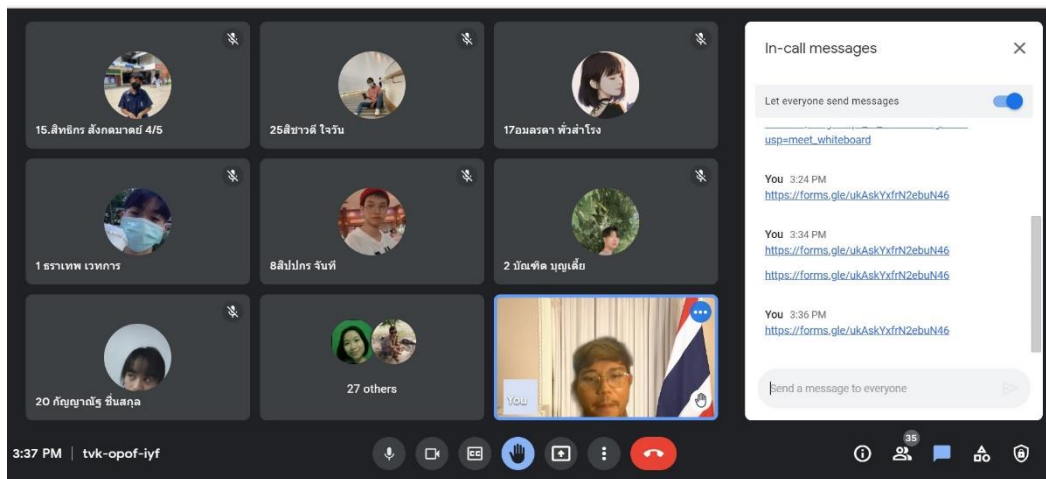 15.สิทธิกร สังกตมาตย์ 4/5
25สิชาวดี ใจวัน
17อมลรดา พั่วสำโรง
1 ธราเทพ เวทการ
8สิปปกร จันที
2 บัณฑิต บุญเตี้ย
20 กัญญาณัฐ ชื่นสกุล
27 others
You
3:37 PM | tvk-opof-iyf
In-call messages
Let everyone send messages
usp=meet_whiteboard
You 3:24 PM
https://forms.gle/ukAskYxfrN2ebuN46
You 3:34 PM
https://forms.gle/ukAskYxfrN2ebuN46
https://forms.gle/ukAskYxfrN2ebuN46
You 3:36 PM
https://forms.gle/ukAskYxfrN2ebuN46
Send a message to everyone
35